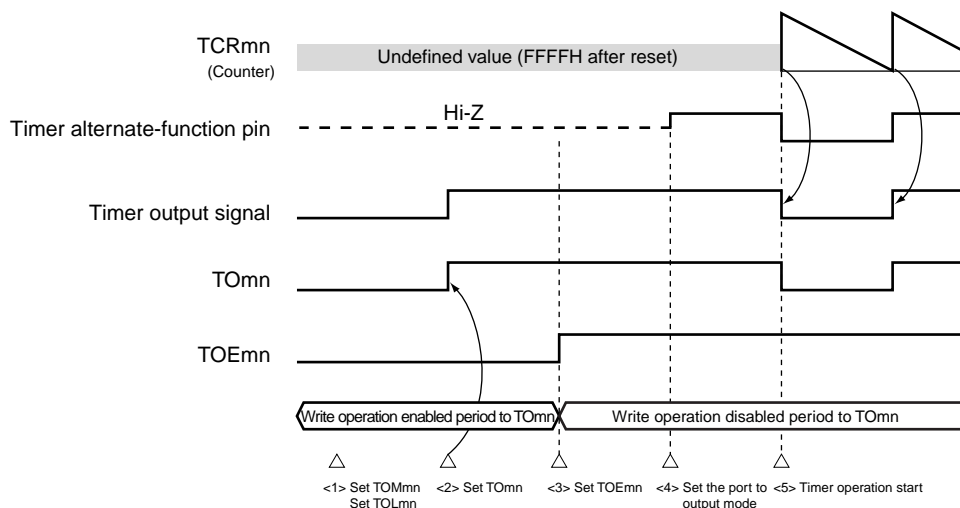 TCRmn
(Counter)
Undefined value (FFFFH after reset)
Hi-Z
Timer alternate-function pin
Timer output signal
TOmn
TOEmn
Write operation enabled period to TOmn
Write operation disabled period to TOmn
<1> Set TOMmn
Set TOLmn
<2> Set TOmn
<3> Set TOEmn
<4> Set the port to
output mode
<5> Timer operation start